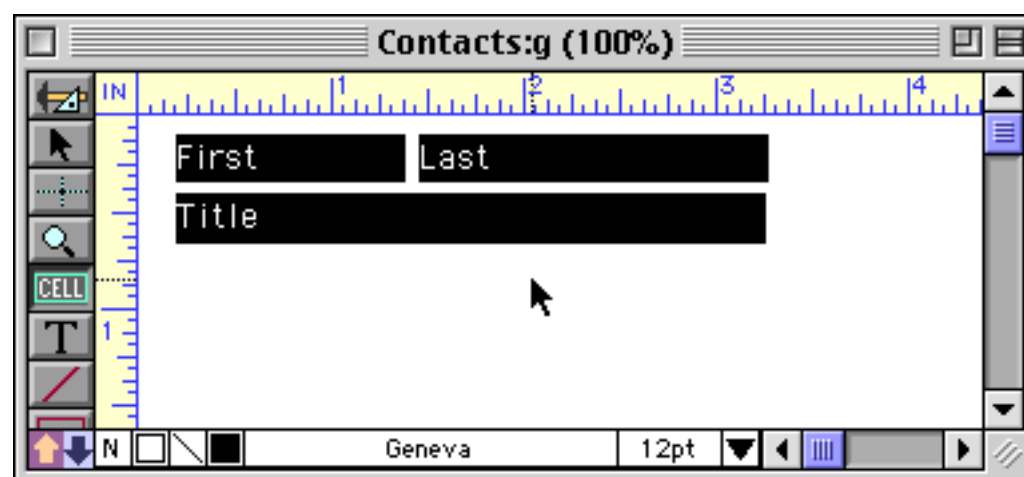 Contacts:g (100%)
IN 1 2 3 4
First Last
Title
CELL
T 1
N Geneva 12pt